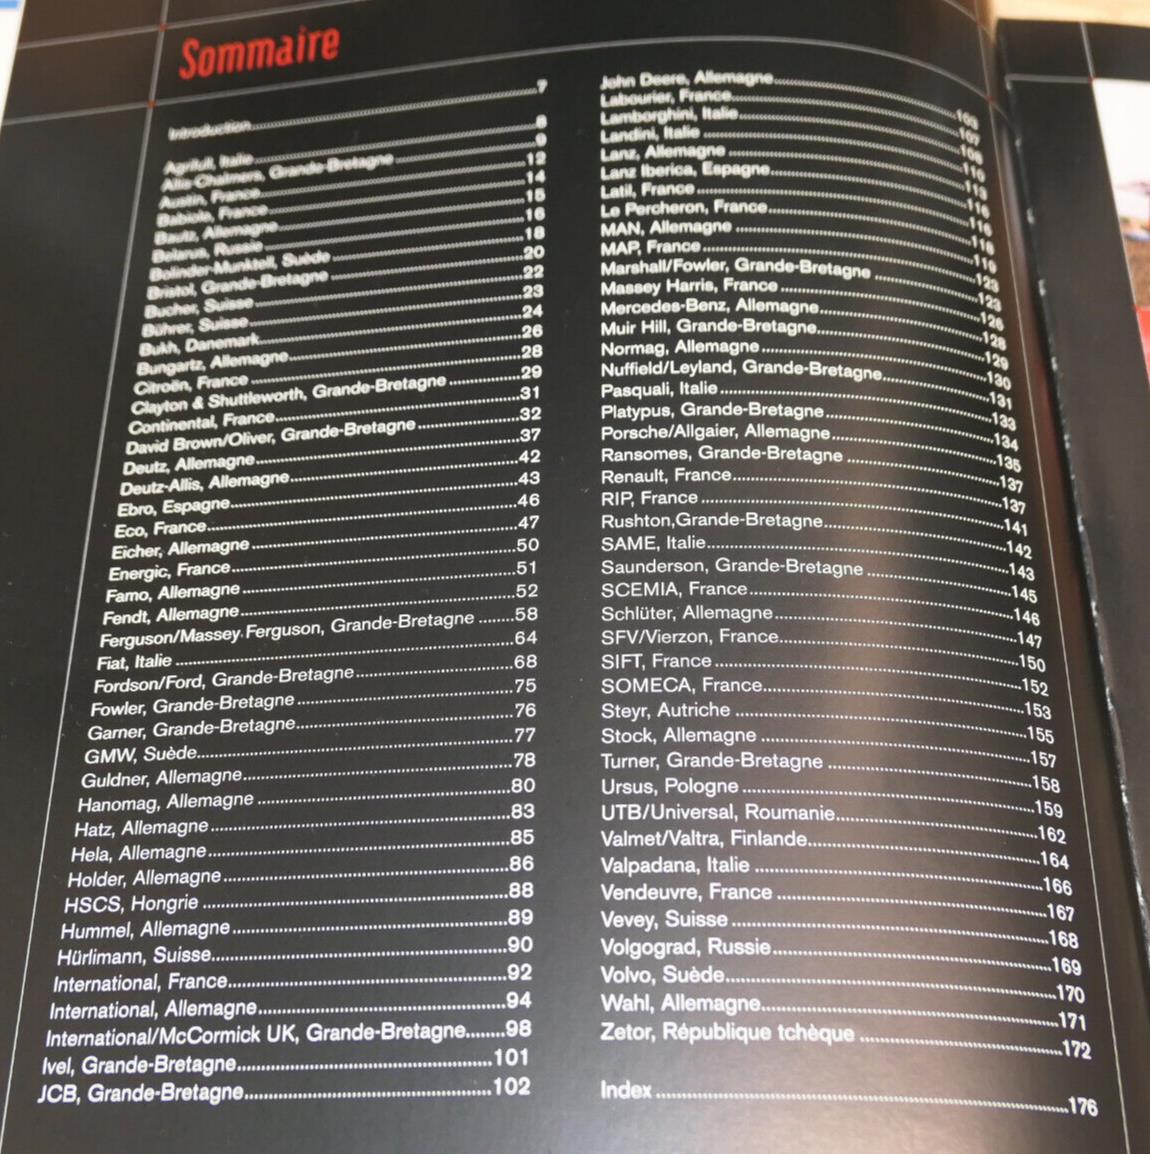 Sommaire
Introduction........7
Agrifull, Italie........8
Allis-Chalmers, Grande-Bretagne........9
Austin, France........12
Babiole, France........14
Bautz, Allemagne........15
Belarus, Russie........16
Bolinder-Munktell, Suède........18
Bristol, Grande-Bretagne........20
Bucher, Suisse........22
Bührer, Suisse........23
Bukh, Danemark........24
Bungartz, Allemagne........26
Citroën, France........28
Clayton & Shuttleworth, Grande-Bretagne........29
Continental, France........31
David Brown/Oliver, Grande-Bretagne........32
Deutz, Allemagne........37
Deutz-Allis, Allemagne........42
Ebro, Espagne........43
Eco, France........46
Eicher, Allemagne........47
Energic, France........50
Famo, Allemagne........51
Fendt, Allemagne........52
Ferguson/Massey Ferguson, Grande-Bretagne........58
Fiat, Italie........64
Fordson/Ford, Grande-Bretagne........68
Fowler, Grande-Bretagne........75
Garner, Grande-Bretagne........76
GMW, Suède........77
Guldner, Allemagne........78
Hanomag, Allemagne........80
Hatz, Allemagne........83
Hela, Allemagne........85
Holder, Allemagne........86
HSCS, Hongrie........88
Hummel, Allemagne........89
Hürlimann, Suisse........90
International, France........92
International, Allemagne........94
International/McCormick UK, Grande-Bretagne........98
Ivel, Grande-Bretagne........101
JCB, Grande-Bretagne........102
John Deere, Allemagne........103
Labourier, France........107
Lamborghini, Italie........108
Landini, Italie........110
Lanz, Allemagne........113
Lanz Iberica, Espagne........116
Latil, France........116
Le Percheron, France........118
MAN, Allemagne........119
MAP, France........123
Marshall/Fowler, Grande-Bretagne........123
Massey Harris, France........126
Mercedes-Benz, Allemagne........128
Muir Hill, Grande-Bretagne........129
Normag, Allemagne........130
Nuffield/Leyland, Grande-Bretagne........131
Pasquali, Italie........133
Platypus, Grande-Bretagne........134
Porsche/Allgaier, Allemagne........135
Ransomes, Grande-Bretagne........137
Renault, France........137
RIP, France........141
Rushton,Grande-Bretagne........142
SAME, Italie........143
Saunderson, Grande-Bretagne........145
SCEMIA, France........146
Schlüter, Allemagne........147
SFV/Vierzon, France........150
SIFT, France........152
SOMECA, France........153
Steyr, Autriche........155
Stock, Allemagne........157
Turner, Grande-Bretagne........158
Ursus, Pologne........159
UTB/Universal, Roumanie........162
Valmet/Valtra, Finlande........164
Valpadana, Italie........166
Vendeuvre, France........167
Vevey, Suisse........168
Volgograd, Russie........169
Volvo, Suède........170
Wahl, Allemagne........171
Zetor, République tchèque........172
Index........176